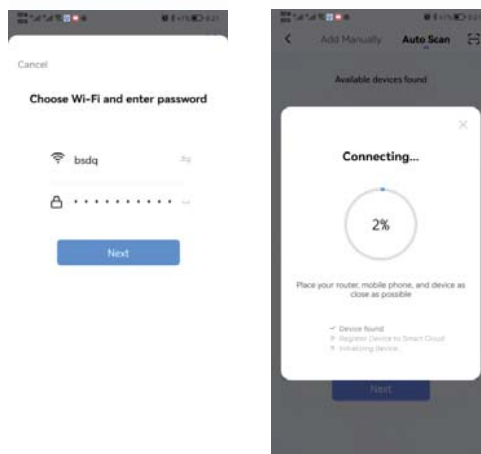 Cancel
Choose Wi-Fi and enter password
bsdq
Next
Add Manually Auto Scan
Available devices found
Connecting...
2%
Place your router, mobile phone, and device as
close as possible
Device found
Register Device to Smart Cloud
Initializing device...
Next